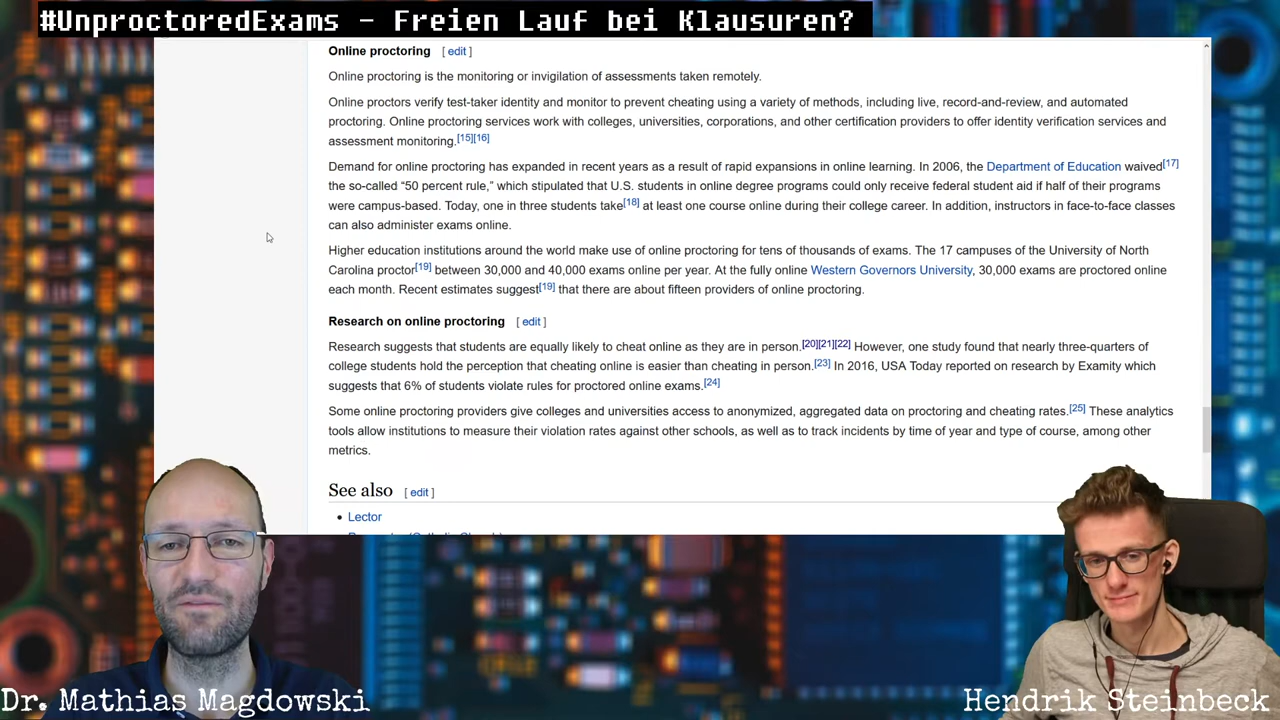 #UnproctoredExams - Freien Lauf bei Klausuren?
Online proctoring [ edit ]
Online proctoring is the monitoring or invigilation of assessments taken remotely.
Online proctors verify test-taker identity and monitor to prevent cheating using a variety of methods, including live, record-and-review, and automated
proctoring. Online proctoring services work with colleges, universities, corporations, and other certification providers to offer identity verification services and
assessment monitoring.[15][16]
Demand for online proctoring has expanded in recent years as a result of rapid expansions in online learning. In 2006, the Department of Education waived[17]
the so-called “50 percent rule,” which stipulated that U.S. students in online degree programs could only receive federal student aid if half of their programs
were campus-based. Today, one in three students take[18] at least one course online during their college career. In addition, instructors in face-to-face classes
can also administer exams online.
Higher education institutions around the world make use of online proctoring for tens of thousands of exams. The 17 campuses of the University of North
Carolina proctor[19] between 30,000 and 40,000 exams online per year. At the fully online Western Governors University, 30,000 exams are proctored online
each month. Recent estimates suggest[19] that there are about fifteen providers of online proctoring.
Research on online proctoring [ edit ]
Research suggests that students are equally likely to cheat online as they are in person.[20][21][22] However, one study found that nearly three-quarters of
college students hold the perception that cheating online is easier than cheating in person.[23] In 2016, USA Today reported on research by Examity which
suggests that 6% of students violate rules for proctored online exams.[24]
Some online proctoring providers give colleges and universities access to anonymized, aggregated data on proctoring and cheating rates.[25] These analytics
tools allow institutions to measure their violation rates against other schools, as well as to track incidents by time of year and type of course, among other
metrics.
See also [ edit ]
Lector
Dr. Mathias Magdowski
Hendrik Steinbeck